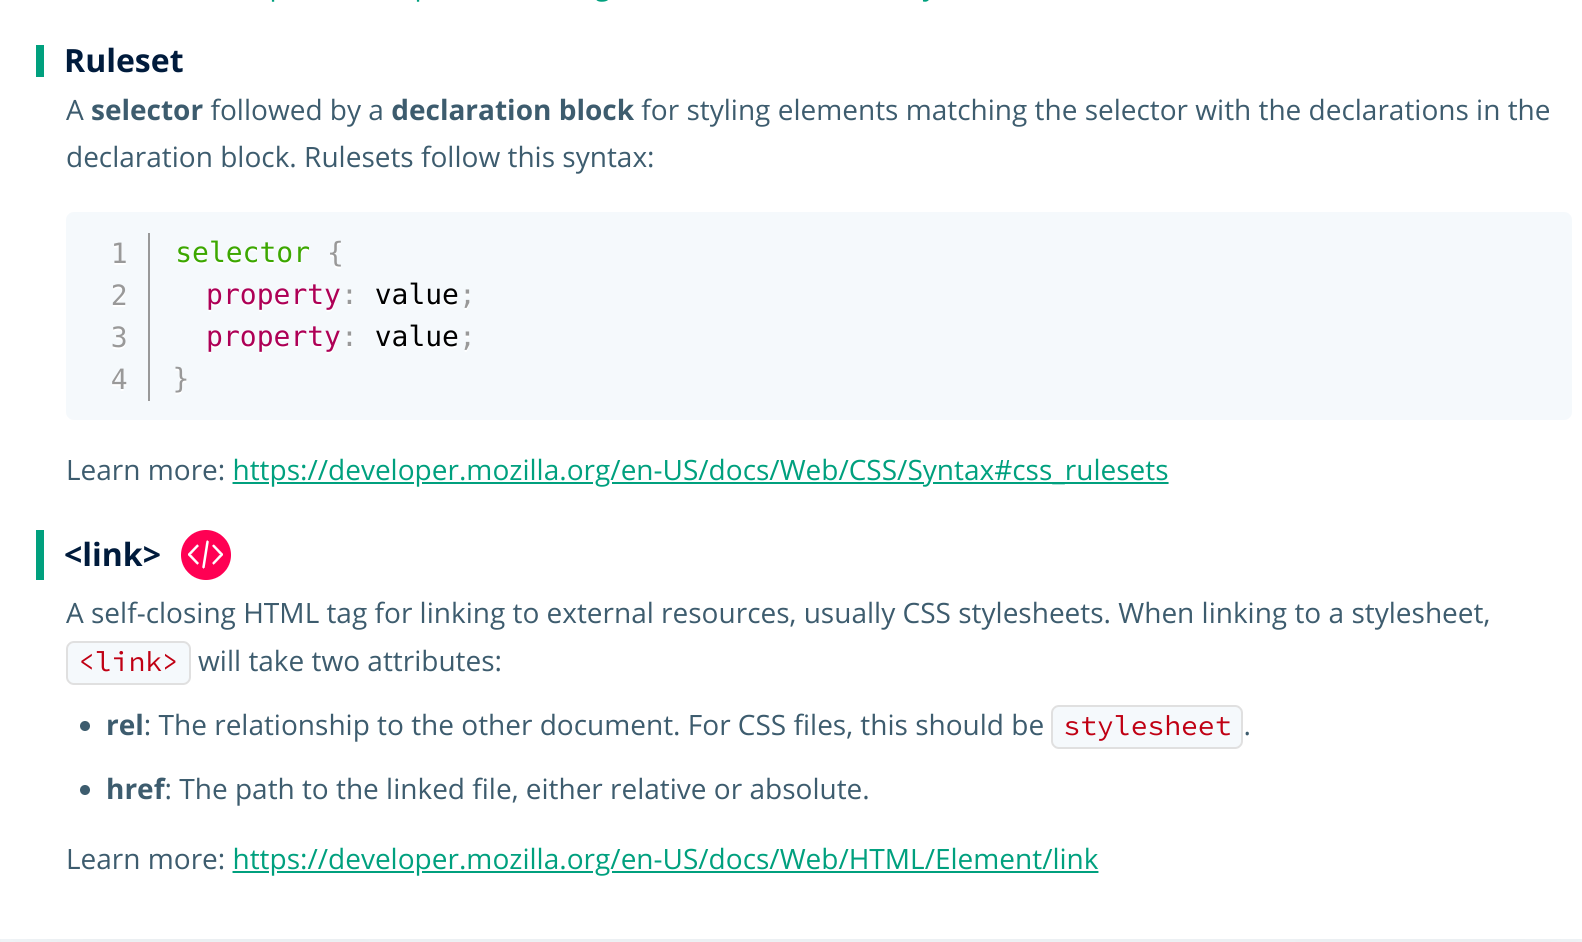 Ruleset
A selector followed by a declaration block for styling elements matching the selector with the declarations in the
declaration block. Rulesets follow this syntax:
1 selector {
2   property: value;
3   property: value;
4 }
Learn more: https://developer.mozilla.org/en-US/docs/Web/CSS/Syntax#css_rulesets
<link> </>
A self-closing HTML tag for linking to external resources, usually CSS stylesheets. When linking to a stylesheet,
<link> will take two attributes:
• rel: The relationship to the other document. For CSS files, this should be stylesheet.
• href: The path to the linked file, either relative or absolute.
Learn more: https://developer.mozilla.org/en-US/docs/Web/HTML/Element/link